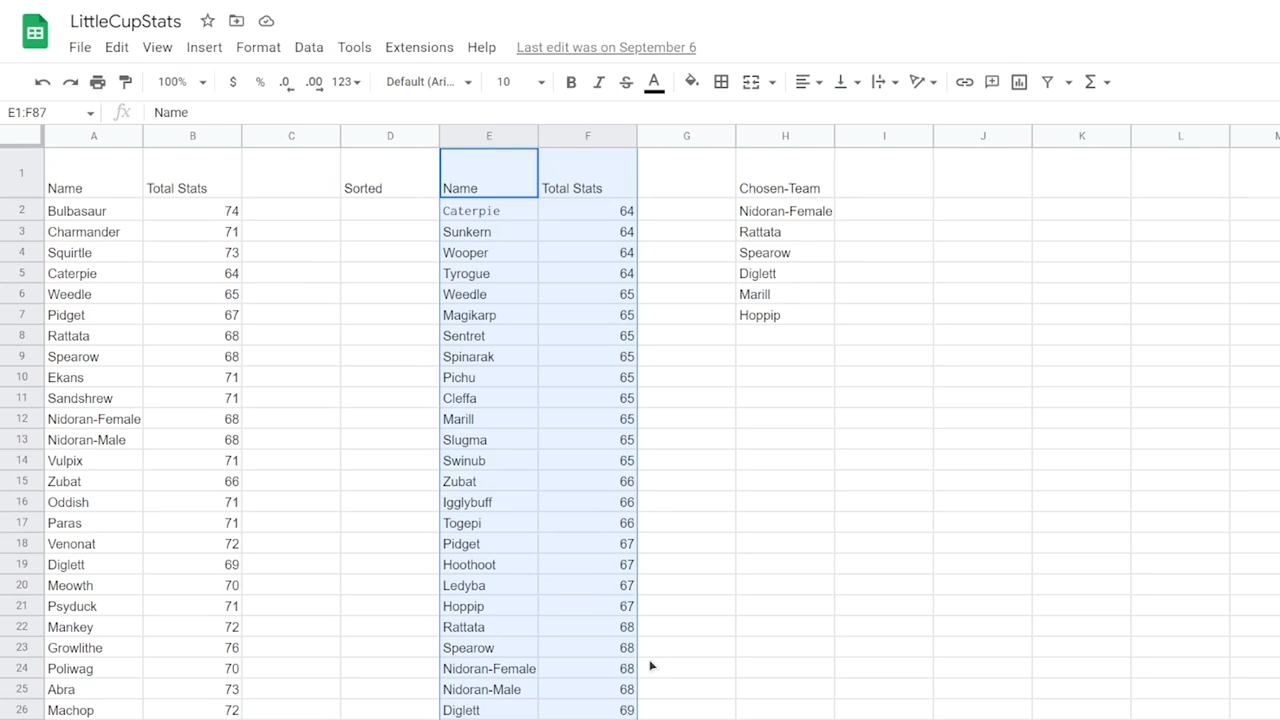 LittleCupStats
File Edit View Insert Format Data Tools Extensions Help Last edit was on September 6
100% $ % .0 .00 123 Default (Ari... 10 B I S A Σ
E1:F87 fx Name
A B C D E F G H I J K L M
1 Name Total Stats Sorted Name Total Stats Chosen-Team
2 Bulbasaur 74 Caterpie 64 Nidoran-Female
3 Charmander 71 Sunkern 64 Rattata
4 Squirtle 73 Wooper 64 Spearow
5 Caterpie 64 Tyrogue 64 Diglett
6 Weedle 65 Weedle 65 Marill
7 Pidget 67 Magikarp 65 Hoppip
8 Rattata 68 Sentret 65
9 Spearow 68 Spinarak 65
10 Ekans 71 Pichu 65
11 Sandshrew 71 Cleffa 65
12 Nidoran-Female 68 Marill 65
13 Nidoran-Male 68 Slugma 65
14 Vulpix 71 Swinub 65
15 Zubat 66 Zubat 66
16 Oddish 71 Igglybuff 66
17 Paras 71 Togepi 66
18 Venonat 72 Pidget 67
19 Diglett 69 Hoothoot 67
20 Meowth 70 Ledyba 67
21 Psyduck 71 Hoppip 67
22 Mankey 72 Rattata 68
23 Growlithe 76 Spearow 68
24 Poliwag 70 Nidoran-Female 68
25 Abra 73 Nidoran-Male 68
26 Machop 72 Diglett 69